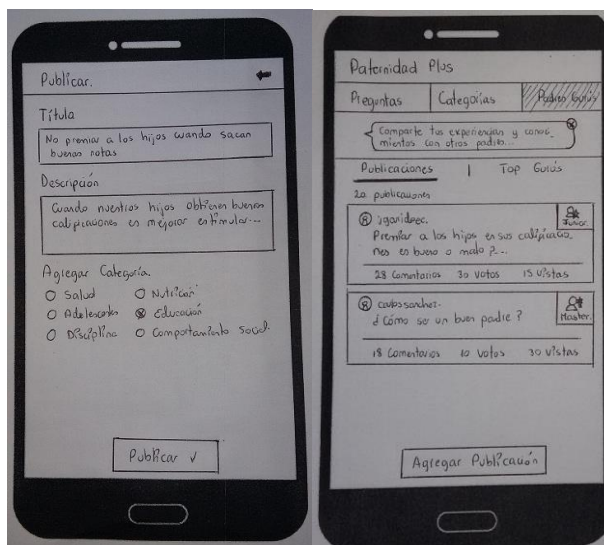 Publicar.
Título
No premiar a los hijos cuando sacan
buenas notas
Descripción
Cuando nuestros hijos obtienen buenas
calificaciones es mejorar estimular...
Agregar Categoría.
Salud
Nutrición
Adolescentes
Educación
Disciplina
Comportamiento Social.
Publicar
Paternidad Plus
Preguntas
Categorías
Padres Gurús
Comparte tus experiencias y conoci_
mientos con otros padres...
Publicaciones | Top Gurús
20 publicaciones
Premiar a los hijos en sus calificacio_
nes es bueno o malo?...
28 Comentarios 30 Votos 15 Vistas
carlossanchez.
Master.
¿Cómo ser un buen padre?
18 Comentarios 10 Votos 30 Vistas
Agregar Publicación